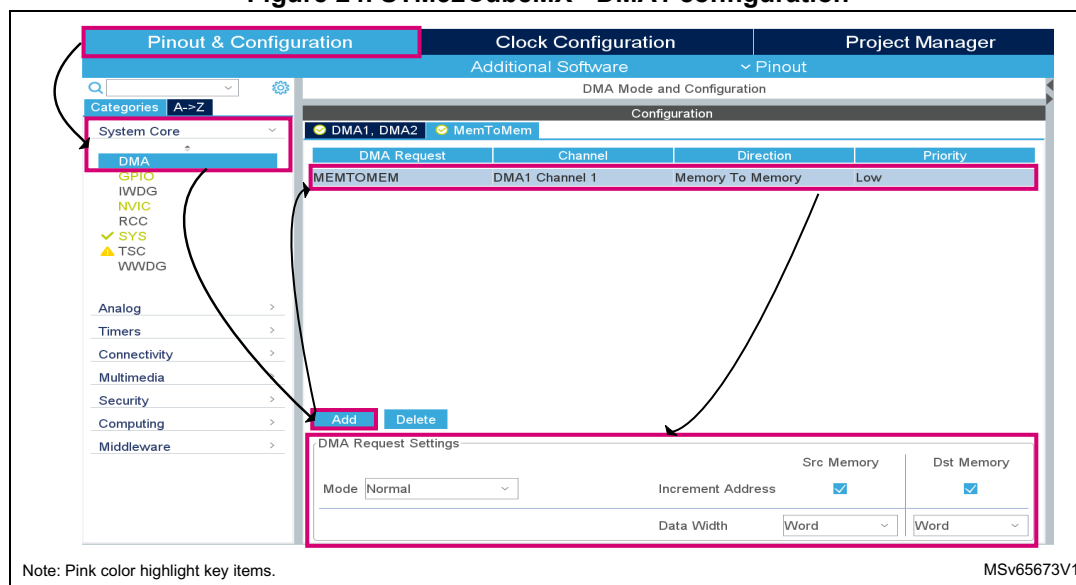 Pinout & Configuration Clock Configuration Project Manager
Additional Software Pinout
DMA Mode and Configuration
Categories A->Z
Configuration
System Core
DMA1, DMA2 MemToMem
DMA Request Channel Direction Priority
DMA
MEMTOMEM DMA1 Channel 1 Memory To Memory Low
GPIO
IWDG
NVIC
RCC
SYS
TSC
WWDG
Analog
Timers
Connectivity
Multimedia
Security
Computing
Middleware
Add Delete
DMA Request Settings
Src Memory Dst Memory
Mode Normal Increment Address
Data Width Word Word
Note: Pink color highlight key items. MSv65673V1